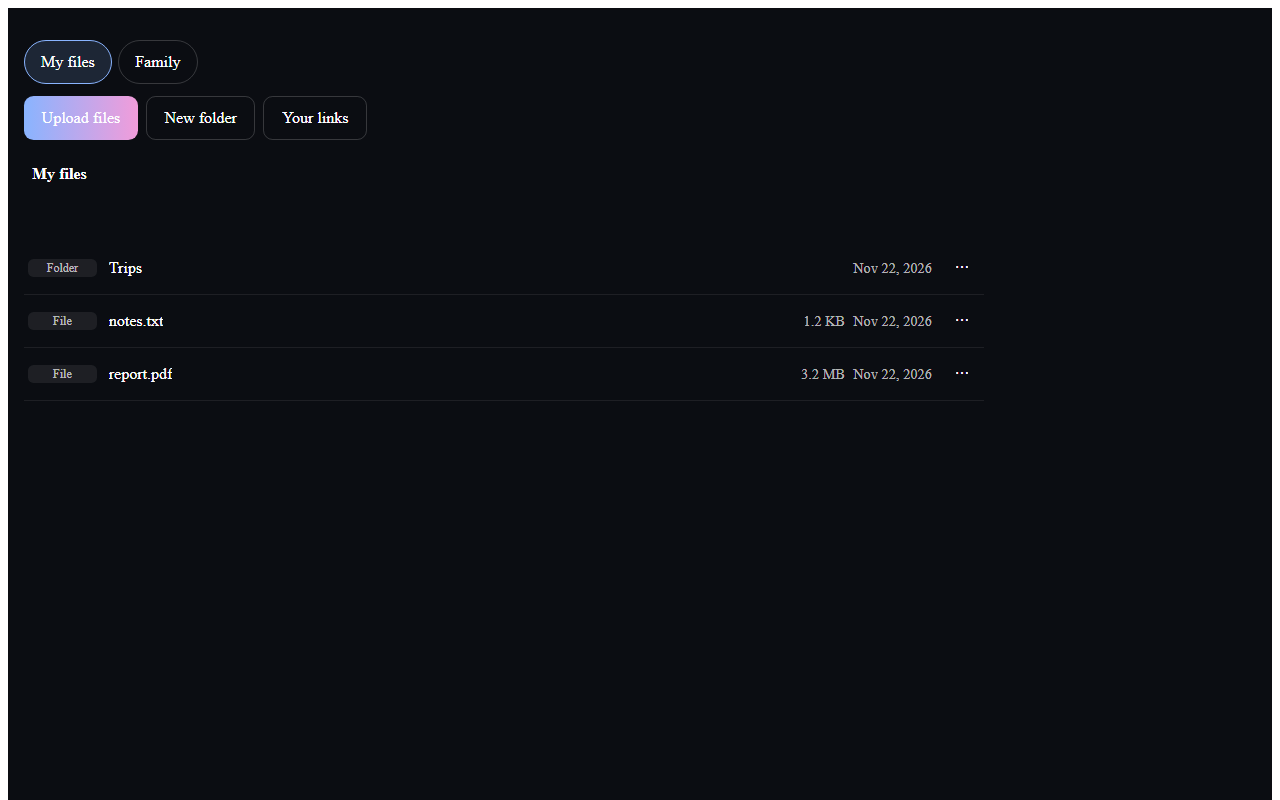 My files Family
Upload files New folder Your links
My files
Folder Trips Nov 22, 2026 ···
File notes.txt 1.2 KB Nov 22, 2026 ···
File report.pdf 3.2 MB Nov 22, 2026 ···